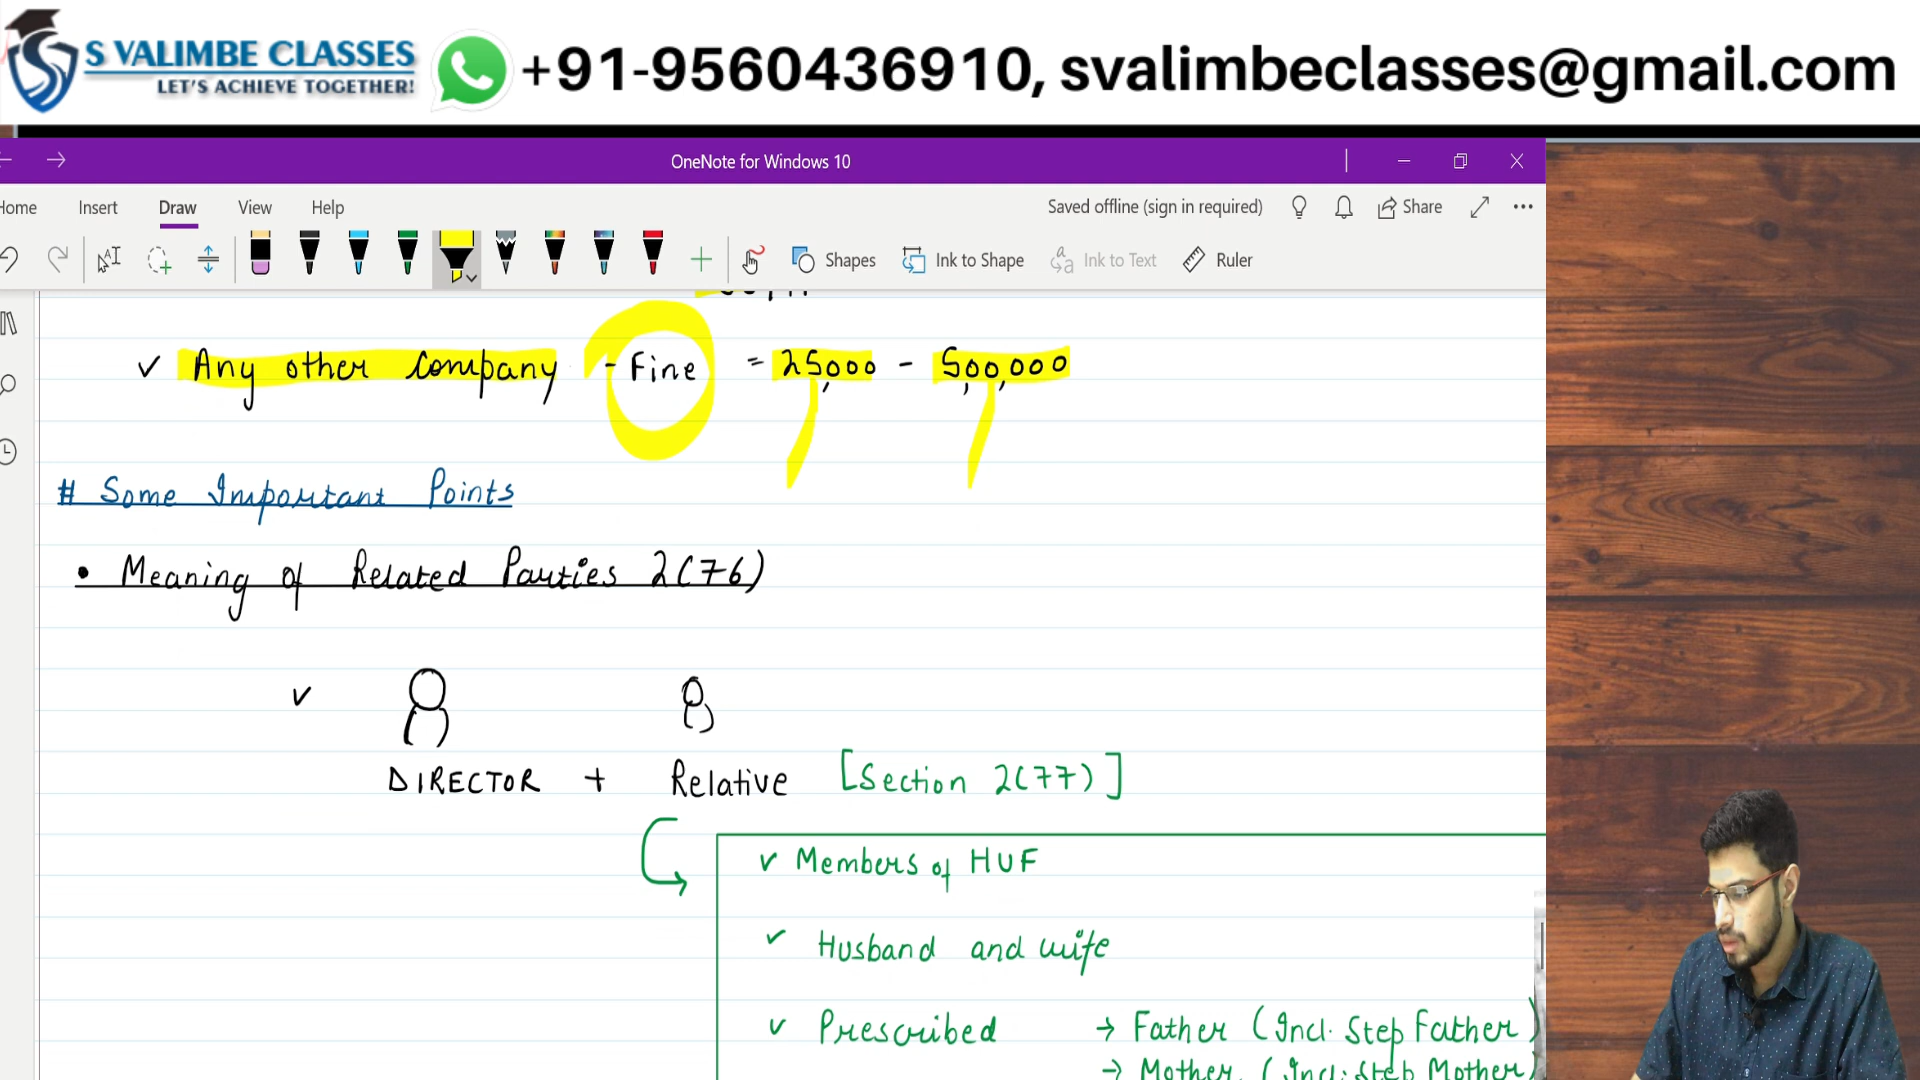 S VALIMBE CLASSES
LET'S ACHIEVE TOGETHER!
+91-9560436910, svalimbeclasses@gmail.com
OneNote for Windows 10
Home Insert Draw View Help
Saved offline (sign in required) Share
Shapes Ink to Shape Ink to Text Ruler
✓ Any other company - Fine = 25,000 - 5,00,000
# Some Important Points
• Meaning of Related Parties 2(76)
✓
DIRECTOR + Relative [Section 2(77)]
✓ Members of HUF
✓ Husband and wife
✓ Prescribed → Father (Incl. Step Father)
→ Mother (Incl. Step Mother)